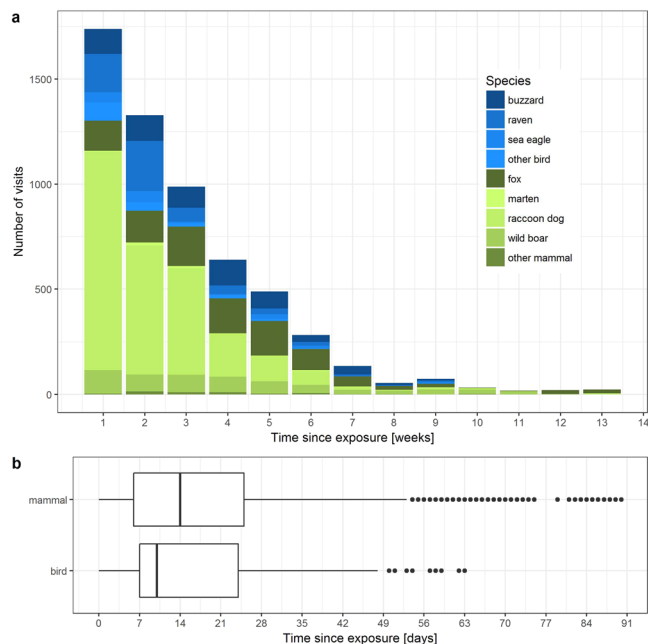 a
Number of visits
1500
1000
500
0
Species
buzzard
raven
sea eagle
other bird
fox
marten
raccoon dog
wild boar
other mammal
1 2 3 4 5 6 7 8 9 10 11 12 13 14
Time since exposure [weeks]
b
mammal
bird
0 7 14 21 28 35 42 49 56 63 70 77 84 91
Time since exposure [days]